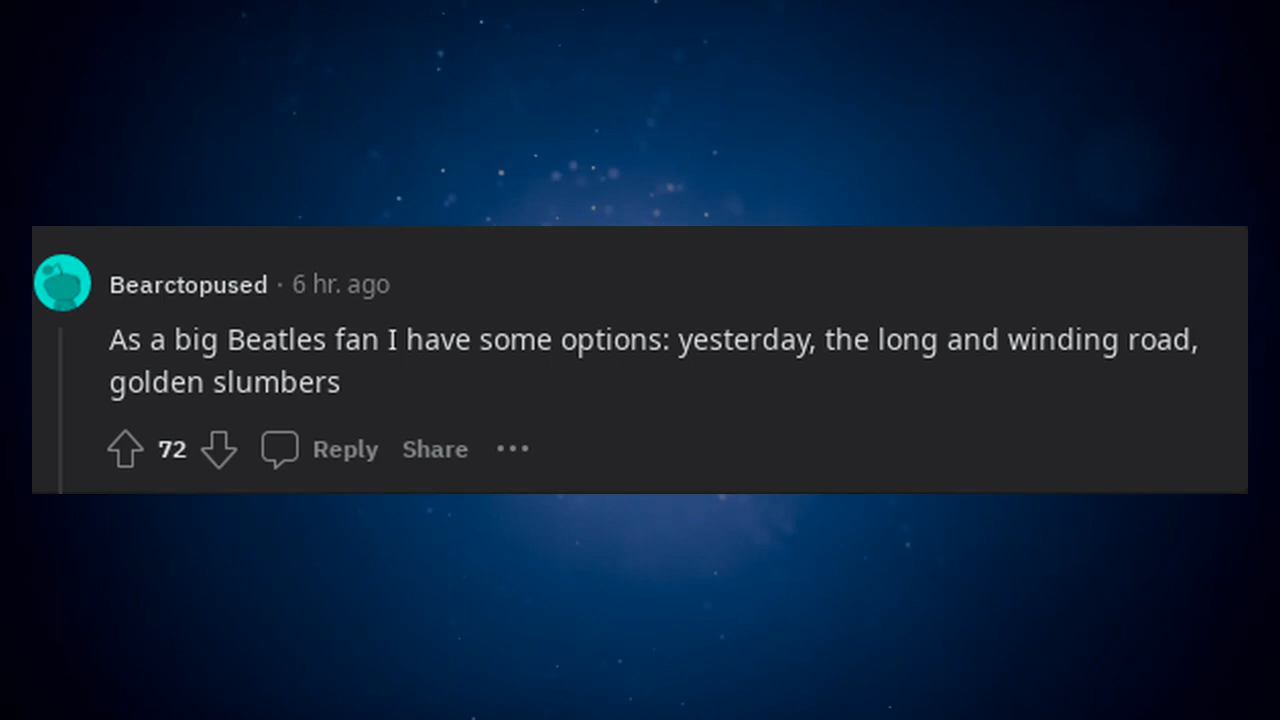 Bearctopused · 6 hr. ago
As a big Beatles fan I have some options: yesterday, the long and winding road,
golden slumbers
72 Reply Share •••